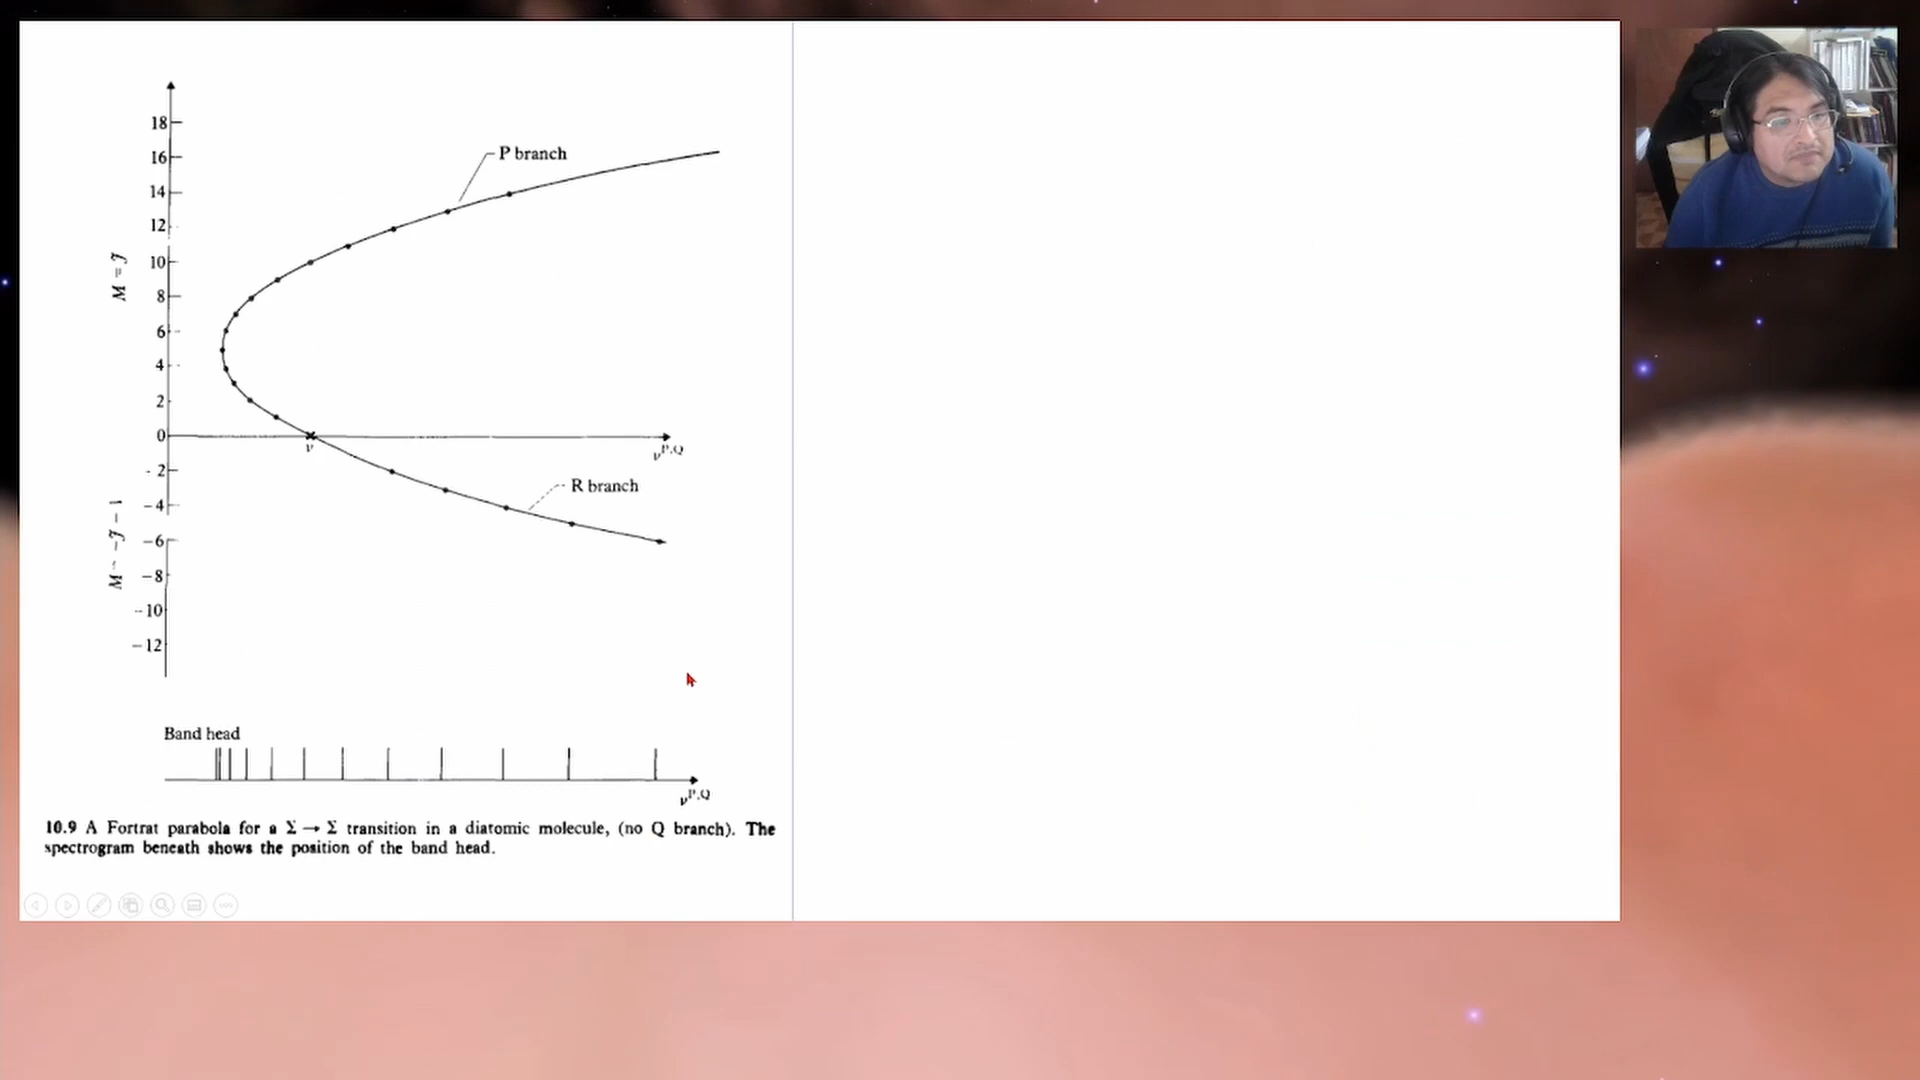 18
16
P branch
14
12
10
M = J
8
6
4
2
0
ν
ν^P,Q
- 2
R branch
- 4
M - -J - 1
- 6
- 8
- 10
- 12
Band head
ν^P,Q
10.9 A Fortrat parabola for a Σ → Σ transition in a diatomic molecule, (no Q branch). The
spectrogram beneath shows the position of the band head.